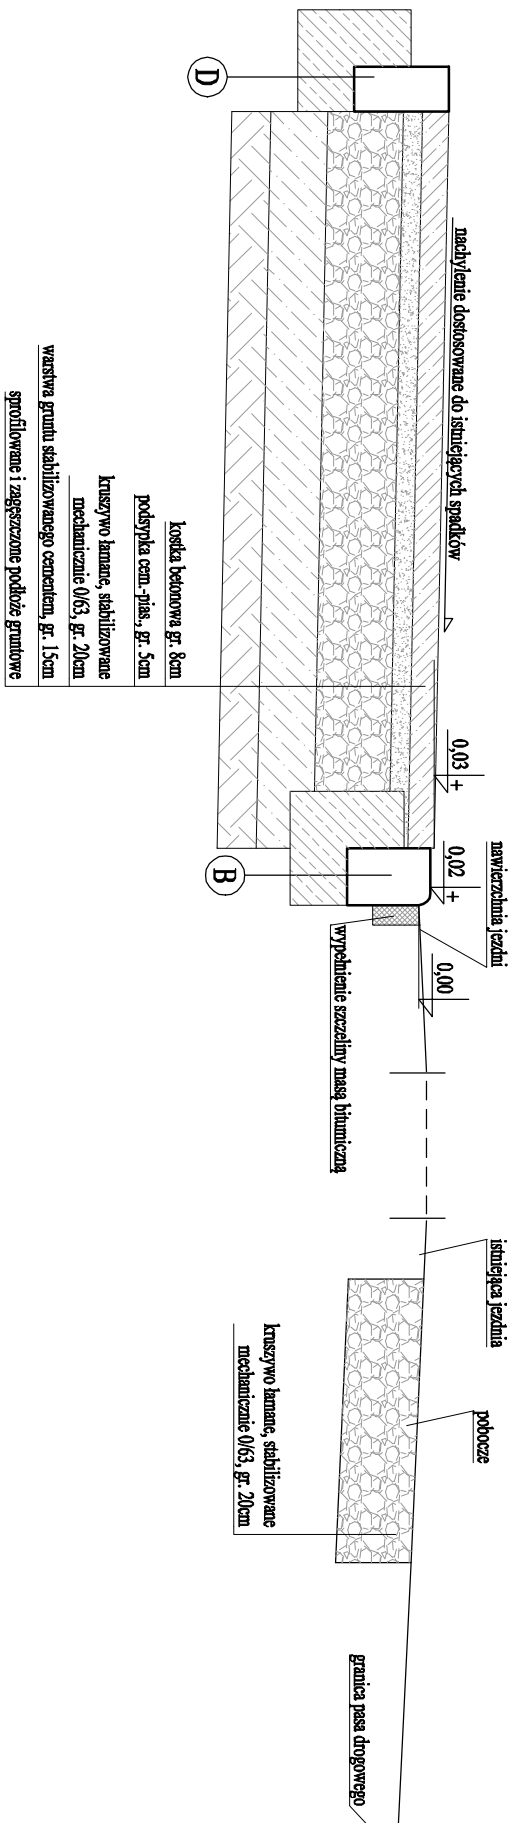 nawierzchnia jezdni
istniejąca jezdnia
pobocze
nachylenie dostosowane do istniejących spadków
0,03
+
0,02
+
0,00
granica pasa drogowego
wypełnienie szczeliny masą bitumiczną
D
B
kruszywo łamane, stabilizowane
mechanicznie 0/63, gr. 20cm
kostka betonowa gr. 8cm
podsypka cem.-pias., gr. 5cm
kruszywo łamane, stabilizowane
mechanicznie 0/63, gr. 20cm
warstwa gruntu stabilizowanego cementem, gr. 15cm
sprofilowane i zagęszczone podłoże gruntowe